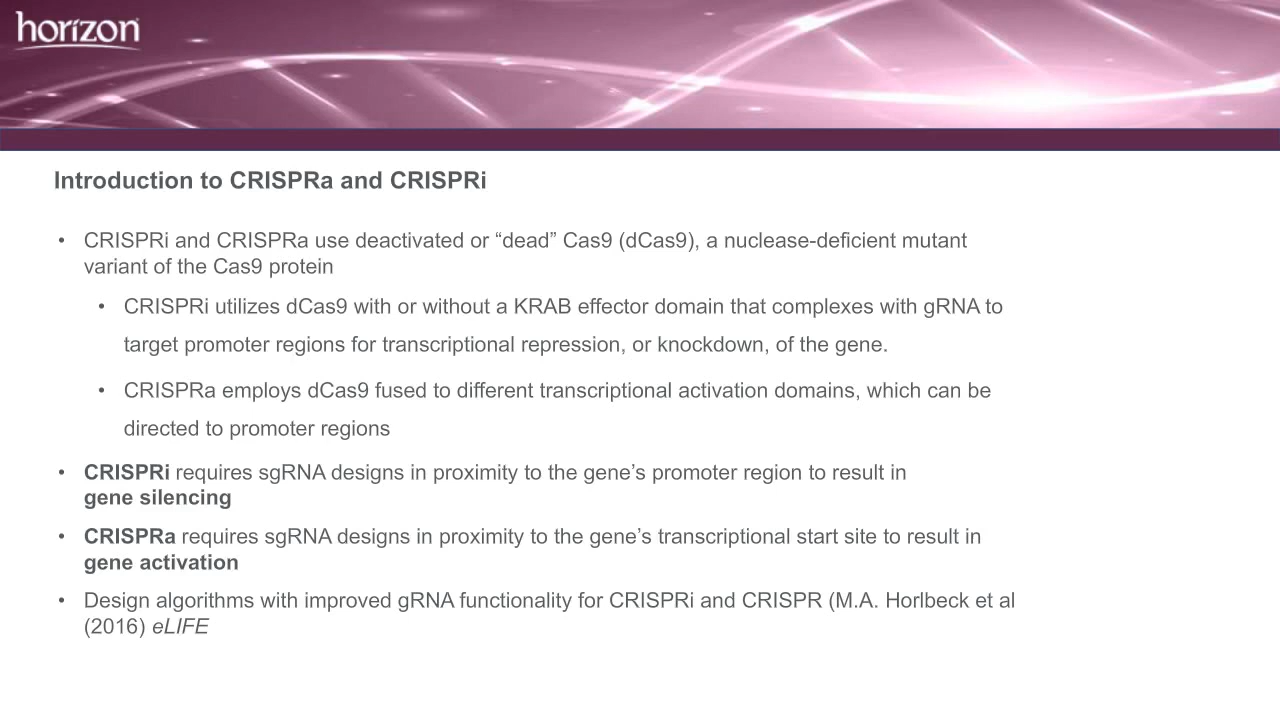 horizon
Introduction to CRISPRa and CRISPRi
• CRISPRi and CRISPRa use deactivated or “dead” Cas9 (dCas9), a nuclease-deficient mutant
variant of the Cas9 protein
• CRISPRi utilizes dCas9 with or without a KRAB effector domain that complexes with gRNA to
target promoter regions for transcriptional repression, or knockdown, of the gene.
• CRISPRa employs dCas9 fused to different transcriptional activation domains, which can be
directed to promoter regions
• CRISPRi requires sgRNA designs in proximity to the gene’s promoter region to result in
gene silencing
• CRISPRa requires sgRNA designs in proximity to the gene’s transcriptional start site to result in
gene activation
• Design algorithms with improved gRNA functionality for CRISPRi and CRISPR (M.A. Horlbeck et al
(2016) eLIFE